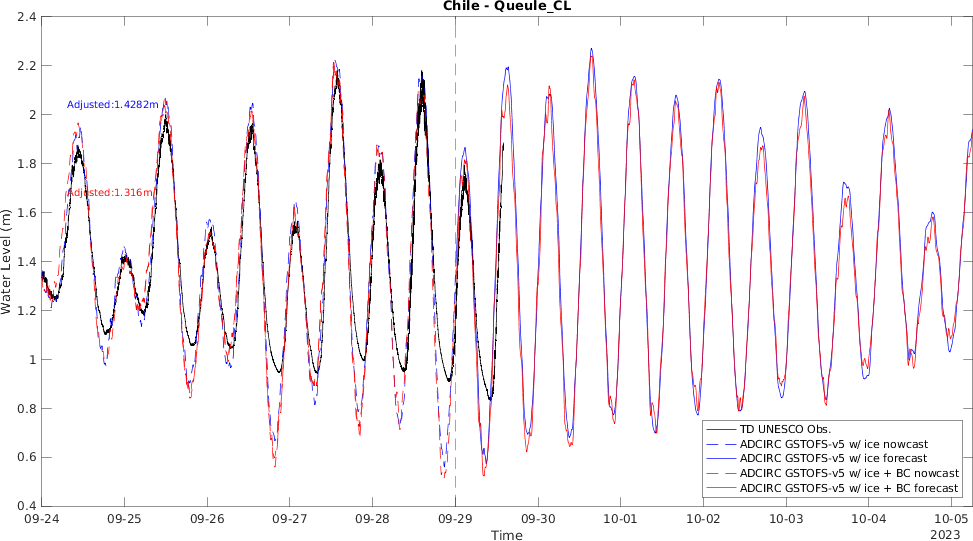 Chile - Queule_CL
2.4
2.2
2
1.8
1.6
1.4
1.2
1
0.8
0.6
0.4
Water Level (m)
Adjusted:1.4282m
Adjusted:1.316m
TD UNESCO Obs.
ADCIRC GSTOFS-v5 w/ ice nowcast
ADCIRC GSTOFS-v5 w/ ice forecast
ADCIRC GSTOFS-v5 w/ ice + BC nowcast
ADCIRC GSTOFS-v5 w/ ice + BC forecast
09-24 09-25 09-26 09-27 09-28 09-29 09-30 10-01 10-02 10-03 10-04 10-05
2023
Time